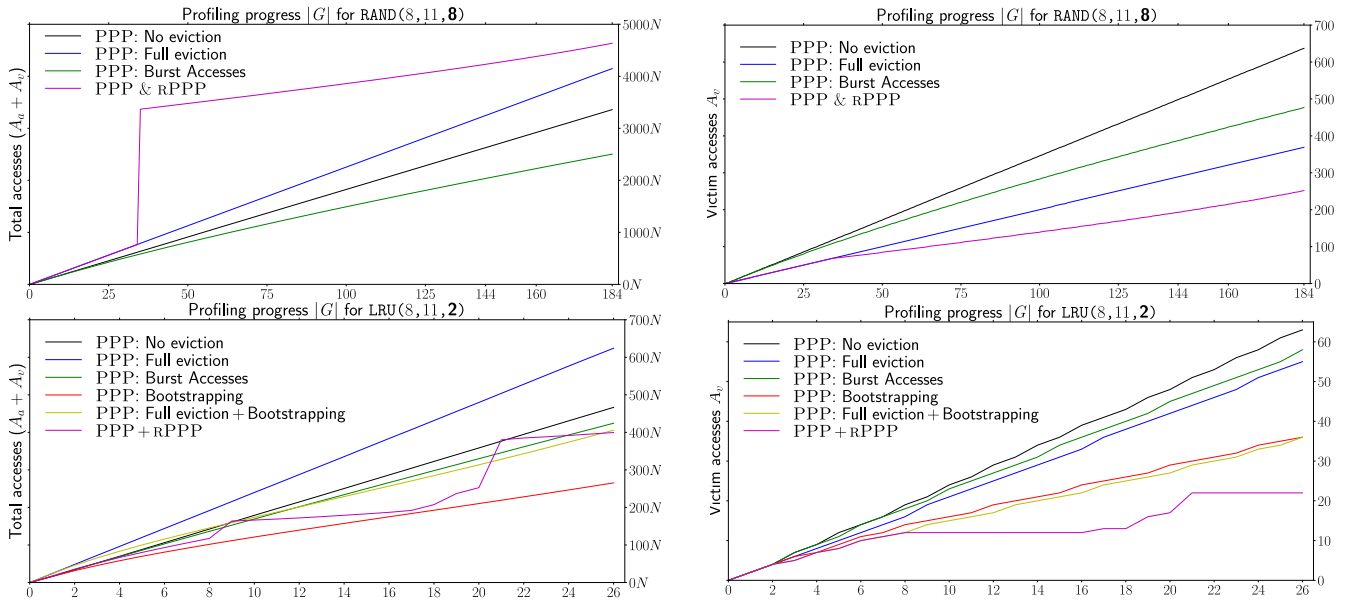 Profiling progress |G| for RAND(8,11,8)
PPP: No eviction
PPP: Full eviction
PPP: Burst Accesses
PPP & RPPP
Total accesses (A_a + A_v)
5000N
4000N
3000N
2000N
1000N
0N
0 25 50 75 100 125 144 160 184
Profiling progress |G| for RAND(8,11,8)
PPP: No eviction
PPP: Full eviction
PPP: Burst Accesses
PPP & RPPP
Victim accesses A_v
700
600
500
400
300
200
100
0
0 25 50 75 100 125 144 160 184
Profiling progress |G| for LRU(8,11,2)
PPP: No eviction
PPP: Full eviction
PPP: Burst Accesses
PPP: Bootstrapping
PPP: Full eviction + Bootstrapping
PPP + RPPP
Total accesses (A_a + A_v)
700N
600N
500N
400N
300N
200N
100N
0N
0 2 4 6 8 10 12 14 16 18 20 22 24 26
Profiling progress |G| for LRU(8,11,2)
PPP: No eviction
PPP: Full eviction
PPP: Burst Accesses
PPP: Bootstrapping
PPP: Full eviction + Bootstrapping
PPP + RPPP
Victim accesses A_v
60
50
40
30
20
10
0
0 2 4 6 8 10 12 14 16 18 20 22 24 26